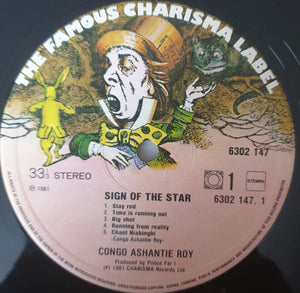 THE FAMOUS CHARISMA LABEL
6302 147
33⅓ STEREO
1
STEMRA
℗ 1981
6302 147. 1
SIGN OF THE STAR
1. Stay red
2. Time is running out
3. Big shot
4. Running from reality
5. Chant Niabinghi
-Congo Ashantie Roy-
CONGO ASHANTIE ROY
Produced by Prince Far I
℗ 1981 CHARISMA Records Ltd